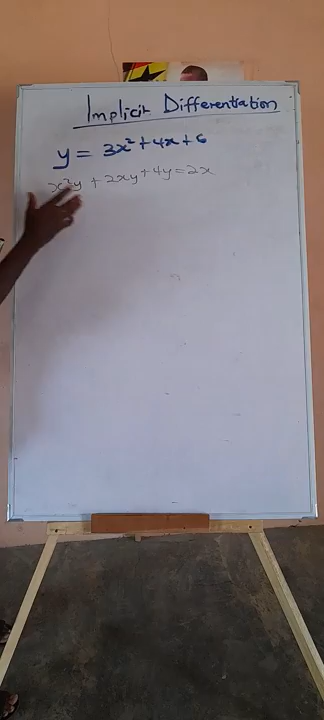 Implicit Differentiation
y = 3x² + 4x + 6
x²y + 2xy + 4y = 2x